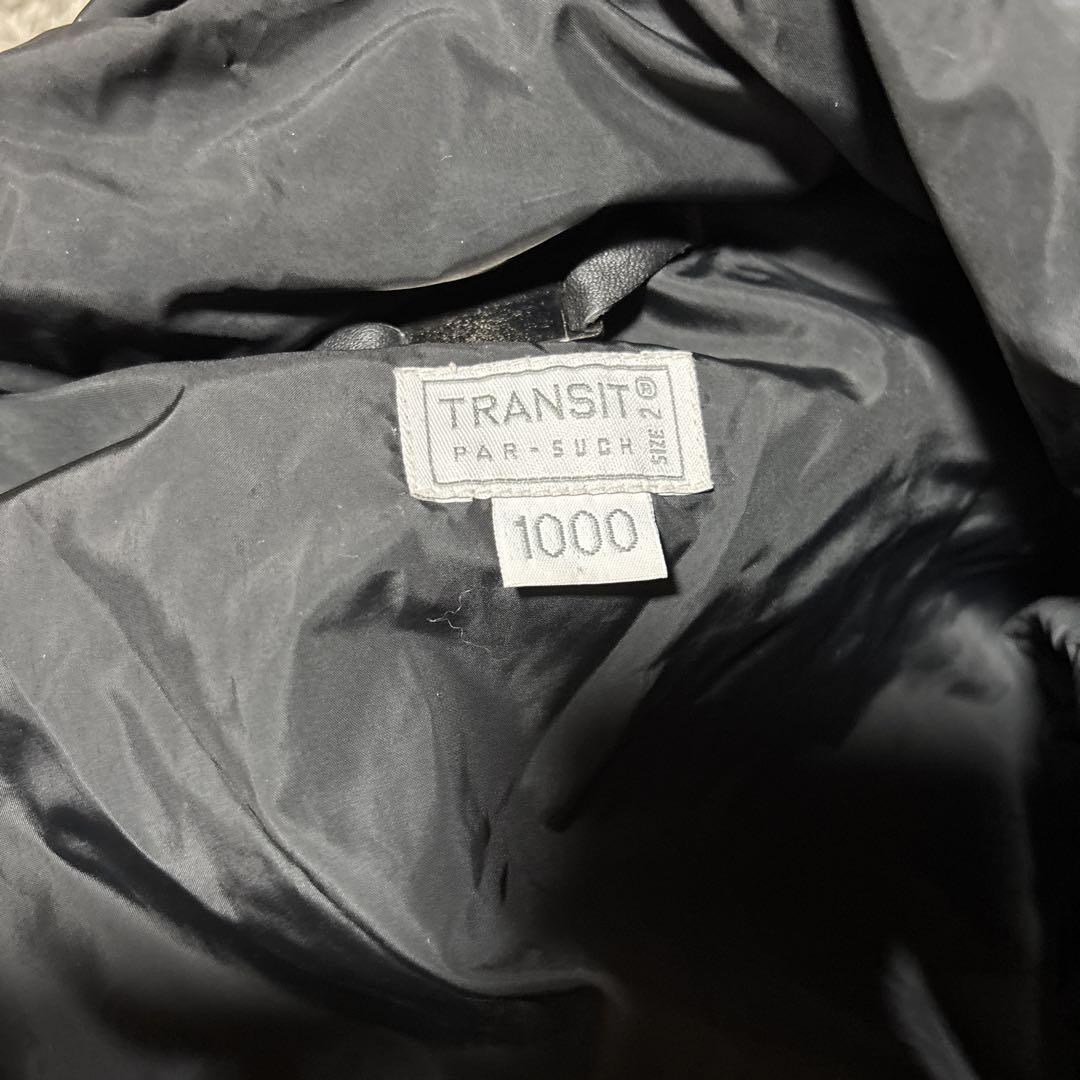 TRANSIT®
PAR-SUCH
SIZE 2
1000